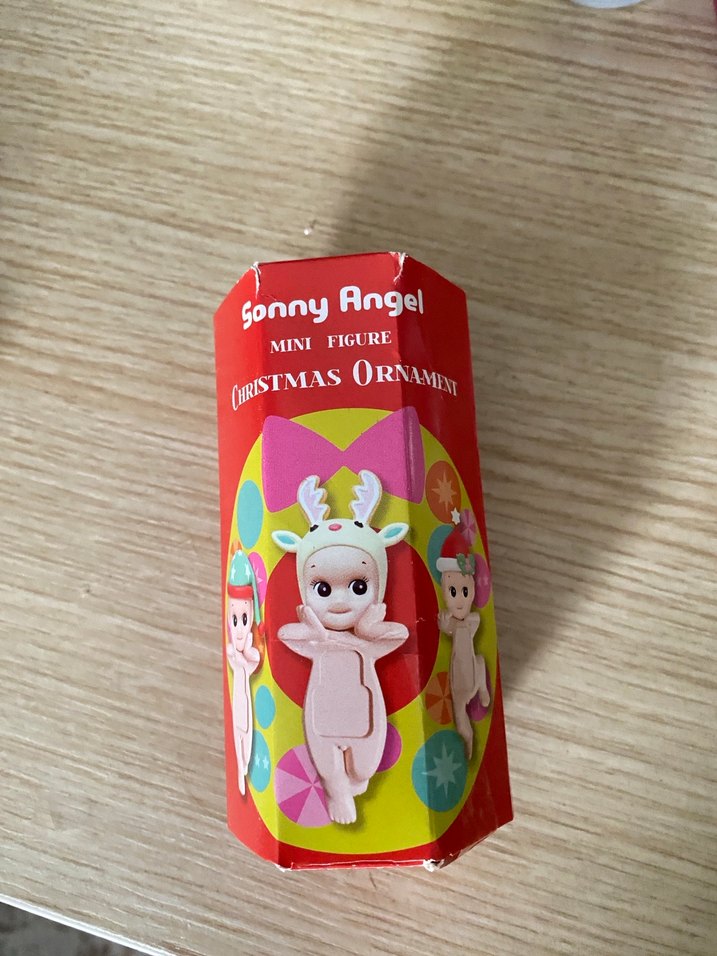 Sonny Angel
MINI FIGURE
CHRISTMAS ORNAMENT